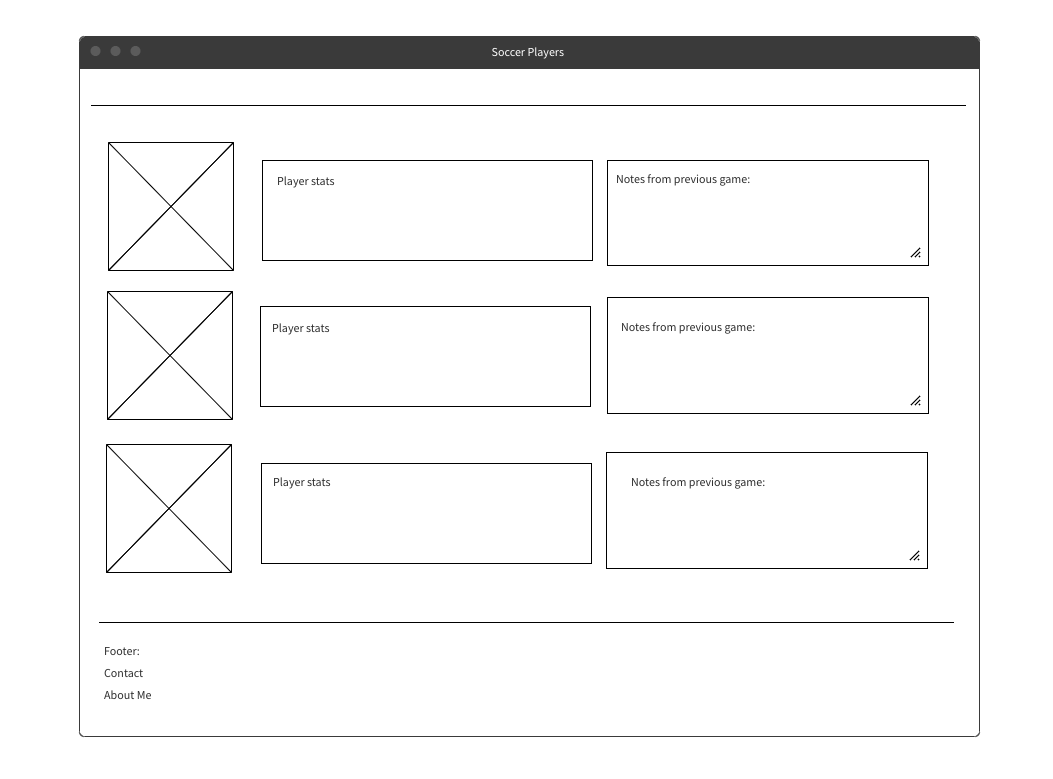 Soccer Players
Player stats
Notes from previous game:
Player stats
Notes from previous game:
Player stats
Notes from previous game:
Footer:
Contact
About Me